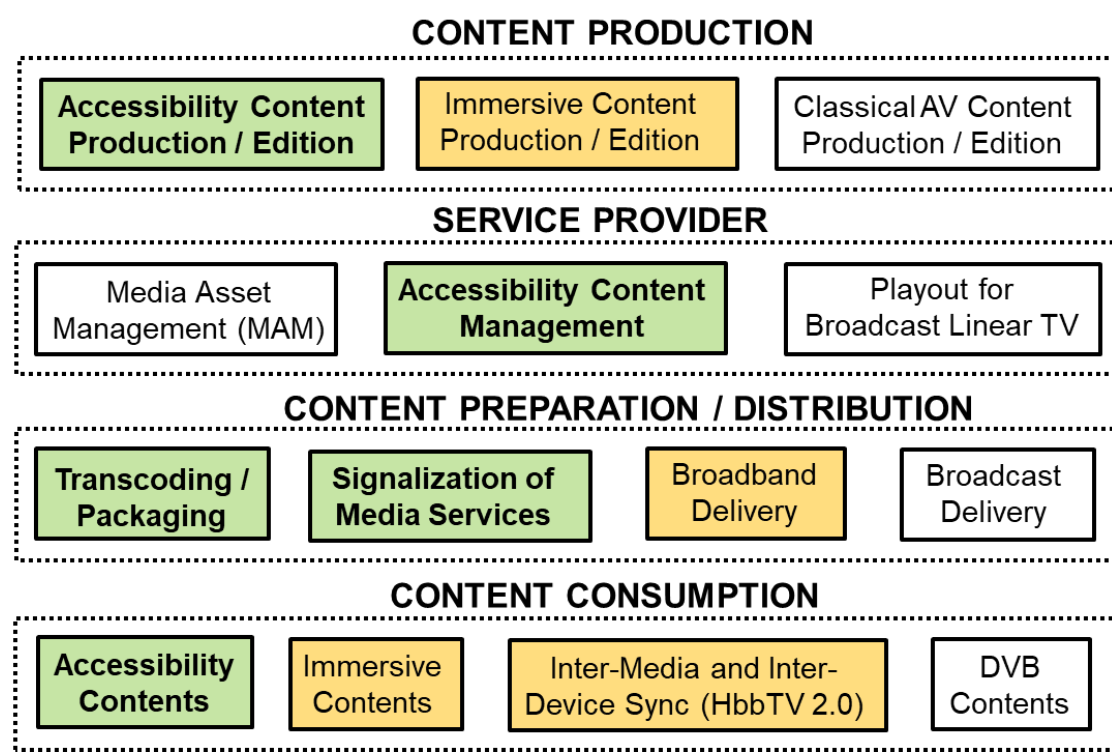 CONTENT PRODUCTION
Accessibility Content
Production / Edition
Immersive Content
Production / Edition
Classical AV Content
Production / Edition
SERVICE PROVIDER
Media Asset
Management (MAM)
Accessibility Content
Management
Playout for
Broadcast Linear TV
CONTENT PREPARATION / DISTRIBUTION
Transcoding /
Packaging
Signalization of
Media Services
Broadband
Delivery
Broadcast
Delivery
CONTENT CONSUMPTION
Accessibility
Contents
Immersive
Contents
Inter-Media and Inter-
Device Sync (HbbTV 2.0)
DVB
Contents